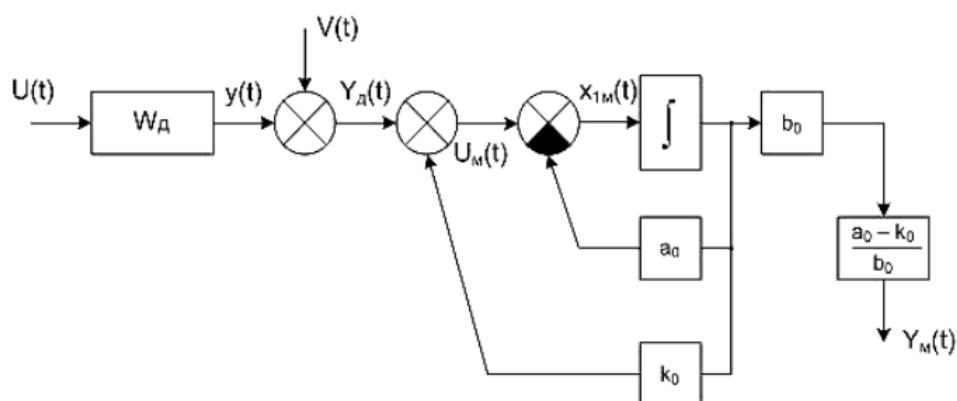 V(t)
U(t)
Wд
y(t)
Yд(t)
Uм(t)
x1м(t)
∫
b0
a0
a0 – k0
b0
k0
Yм(t)